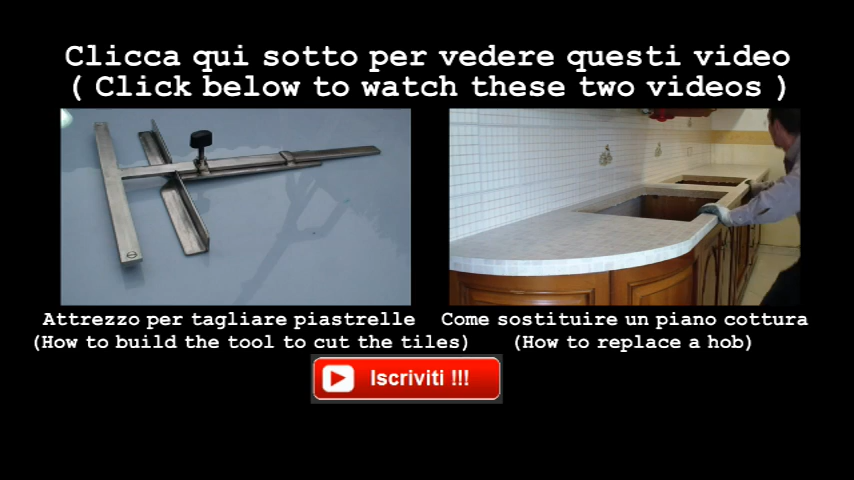 Clicca qui sotto per vedere questi video
( Click below to watch these two videos )
Attrezzo per tagliare piastrelle
(How to build the tool to cut the tiles)
Come sostituire un piano cottura
(How to replace a hob)
Iscriviti !!!